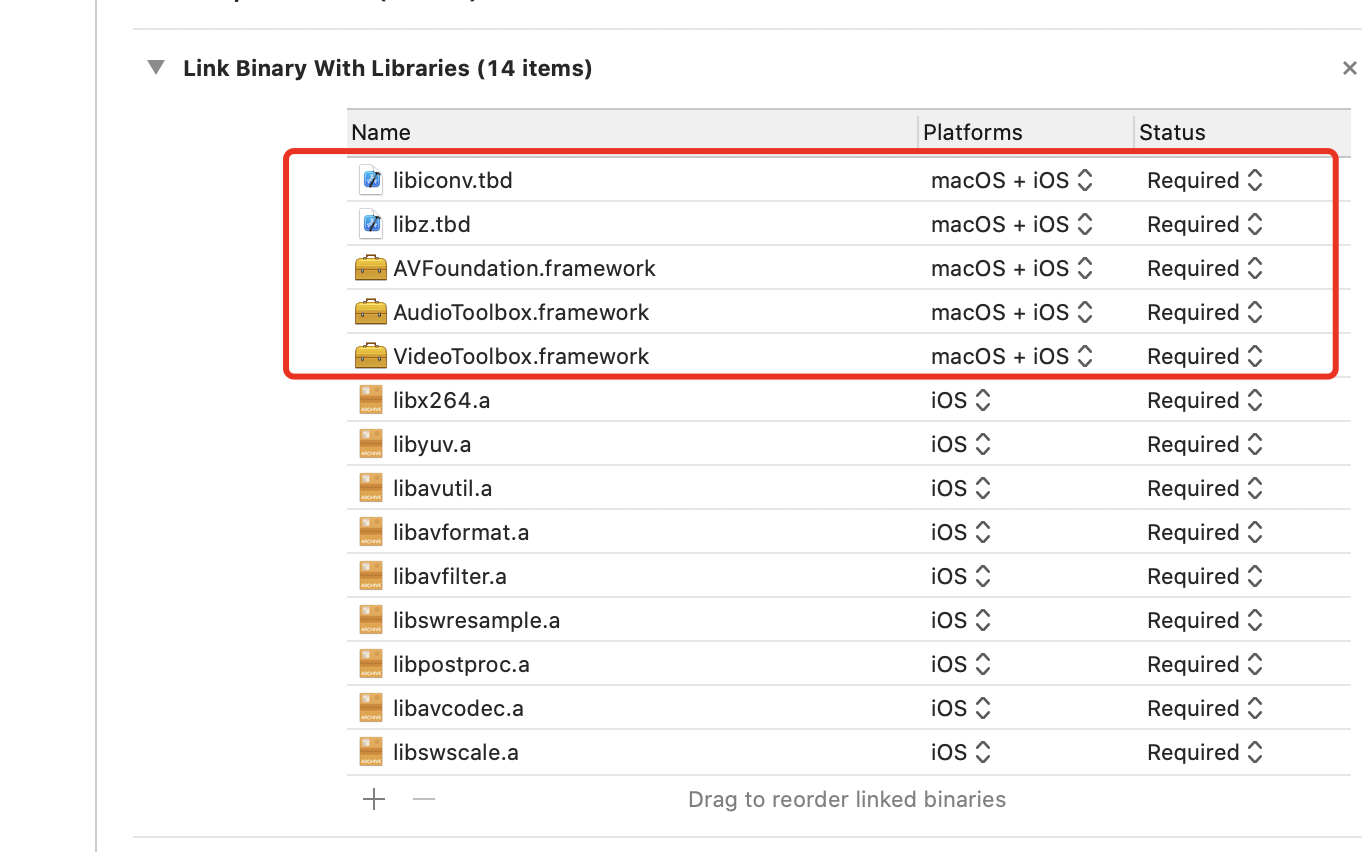 Link Binary With Libraries (14 items)
Name Platforms Status
libiconv.tbd macOS + iOS Required
libz.tbd macOS + iOS Required
AVFoundation.framework macOS + iOS Required
AudioToolbox.framework macOS + iOS Required
VideoToolbox.framework macOS + iOS Required
libx264.a iOS Required
libyuv.a iOS Required
libavutil.a iOS Required
libavformat.a iOS Required
libavfilter.a iOS Required
libswresample.a iOS Required
libpostproc.a iOS Required
libavcodec.a iOS Required
libswscale.a iOS Required
Drag to reorder linked binaries